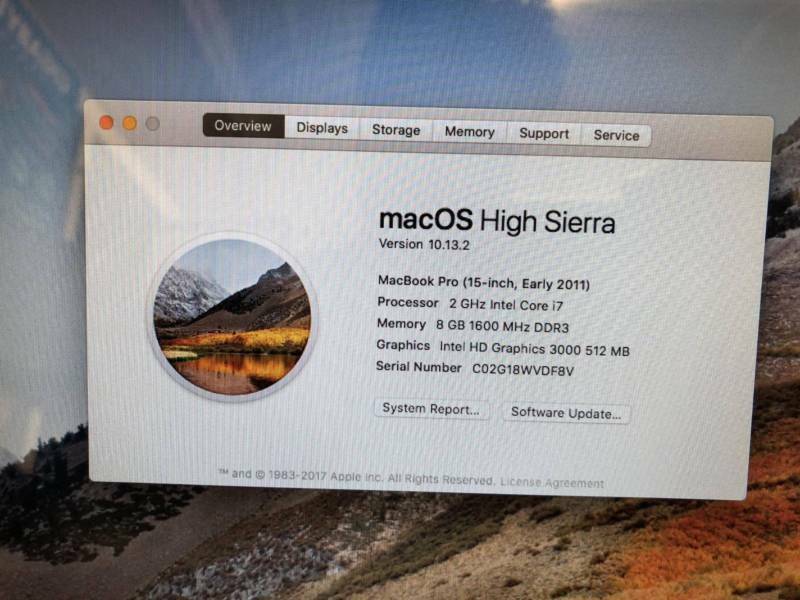 Overview Displays Storage Memory Support Service
macOS High Sierra
Version 10.13.2
MacBook Pro (15-inch, Early 2011)
Processor 2 GHz Intel Core i7
Memory 8 GB 1600 MHz DDR3
Graphics Intel HD Graphics 3000 512 MB
Serial Number C02G18WVDF8V
System Report... Software Update...
™ and © 1983-2017 Apple Inc. All Rights Reserved. License Agreement